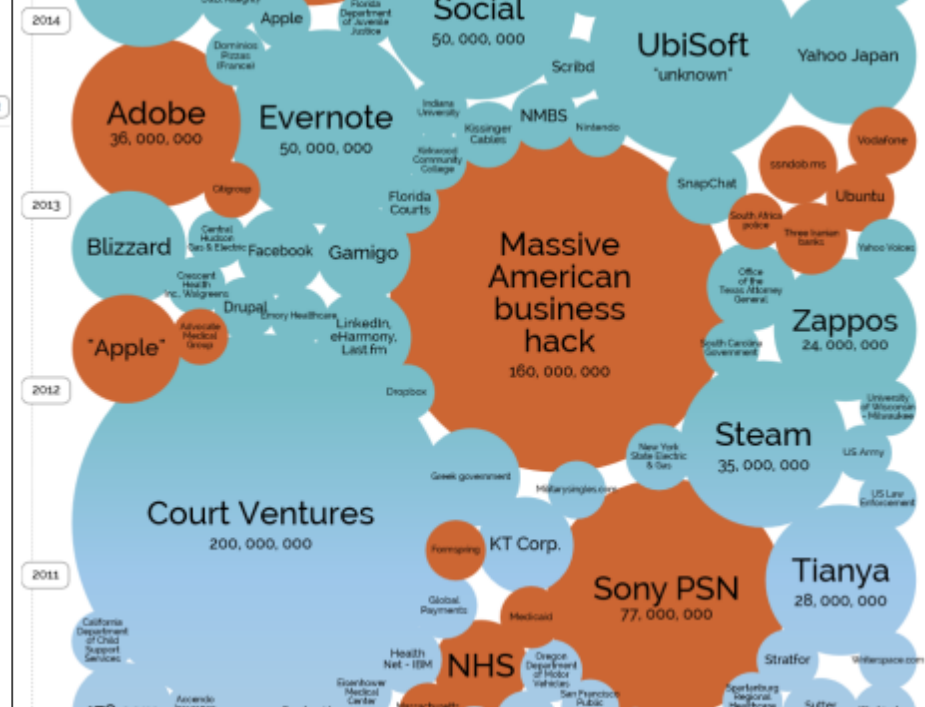 2014
Apple
Florida
Department
of Juvenile
Justice
Social
50, 000, 000
UbiSoft
"unknown"
Yahoo Japan
Dominios
Pizzas
(France)
Scribd
Adobe
36, 000, 000
Evernote
50, 000, 000
Indiana
University
Kissinger
Cables
NMBS
Nintendo
Vodafone
ssndob.ms
Kirkwood
Community
College
Citigroup
SnapChat
Ubuntu
2013
Florida
Courts
South Africa
police
Three Iranian
banks
Blizzard
Central
Hudson
Gas & Electric
Facebook
Gamigo
Massive
American
business
hack
160, 000, 000
Yahoo Voices
Crescent
Health
Inc., Walgreens
Office
of the
Texas Attorney
General
Drupal
Emory Healthcare
Zappos
24, 000, 000
"Apple"
Advocate
Medical
Group
LinkedIn,
eHarmony,
Last.fm
South Carolina
Government
2012
Dropbox
University
of Wisconsin
- Milwaukee
Steam
35, 000, 000
New York
State Electric
& Gas
US Army
Greek government
Militarysingles.com
US Law
Enforcement
Court Ventures
200, 000, 000
Formspring
KT Corp.
2011
Sony PSN
77, 000, 000
Tianya
28, 000, 000
Global
Payments
Medicaid
California
Department
of Child
Support
Services
Health
Net - IBM
NHS
Oregon
Department
of Motor
Vehicles
Stratfor
Writerspace.com
Eisenhower
Medical
Center
San Francisco
Public
Spartanburg
Regional
Healthcare
Sutter
Massachusetts
Accendo